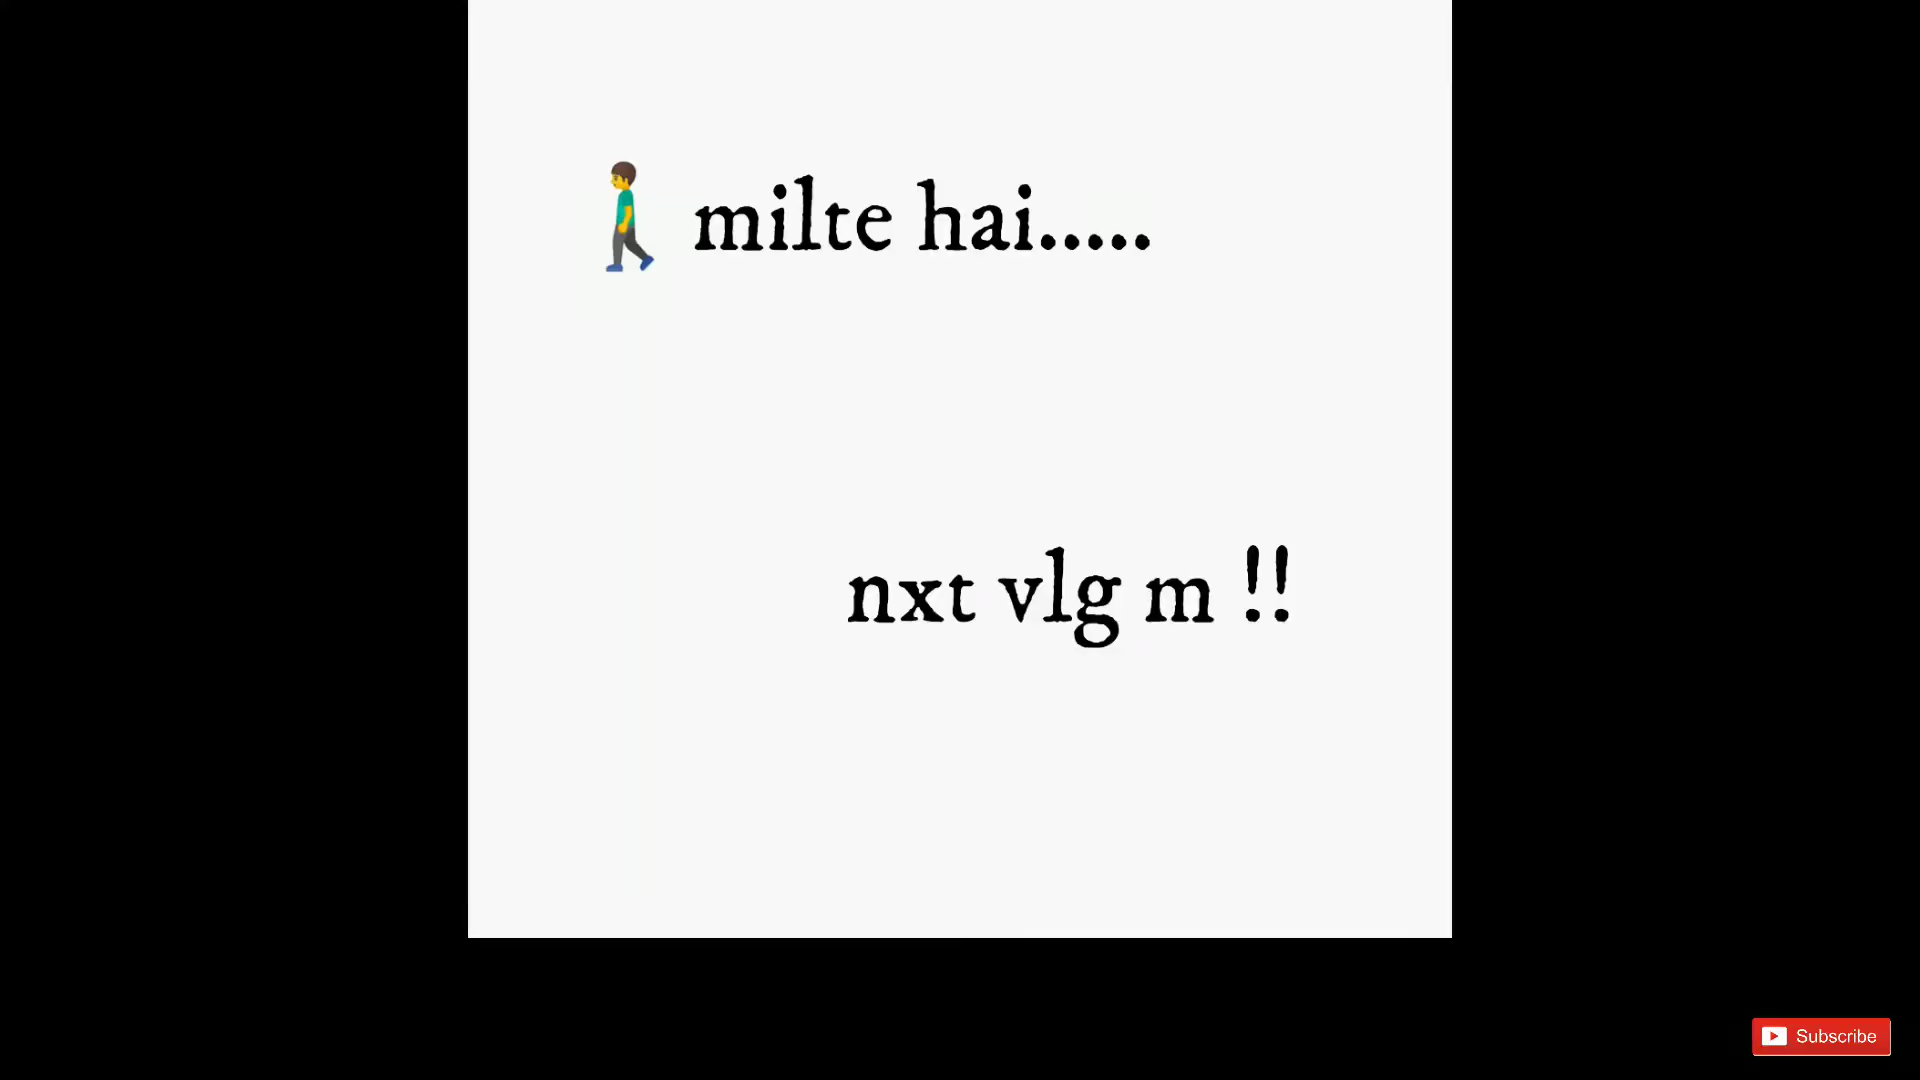 🚶‍♂️ milte hai.....
nxt vlg m !!
Subscribe